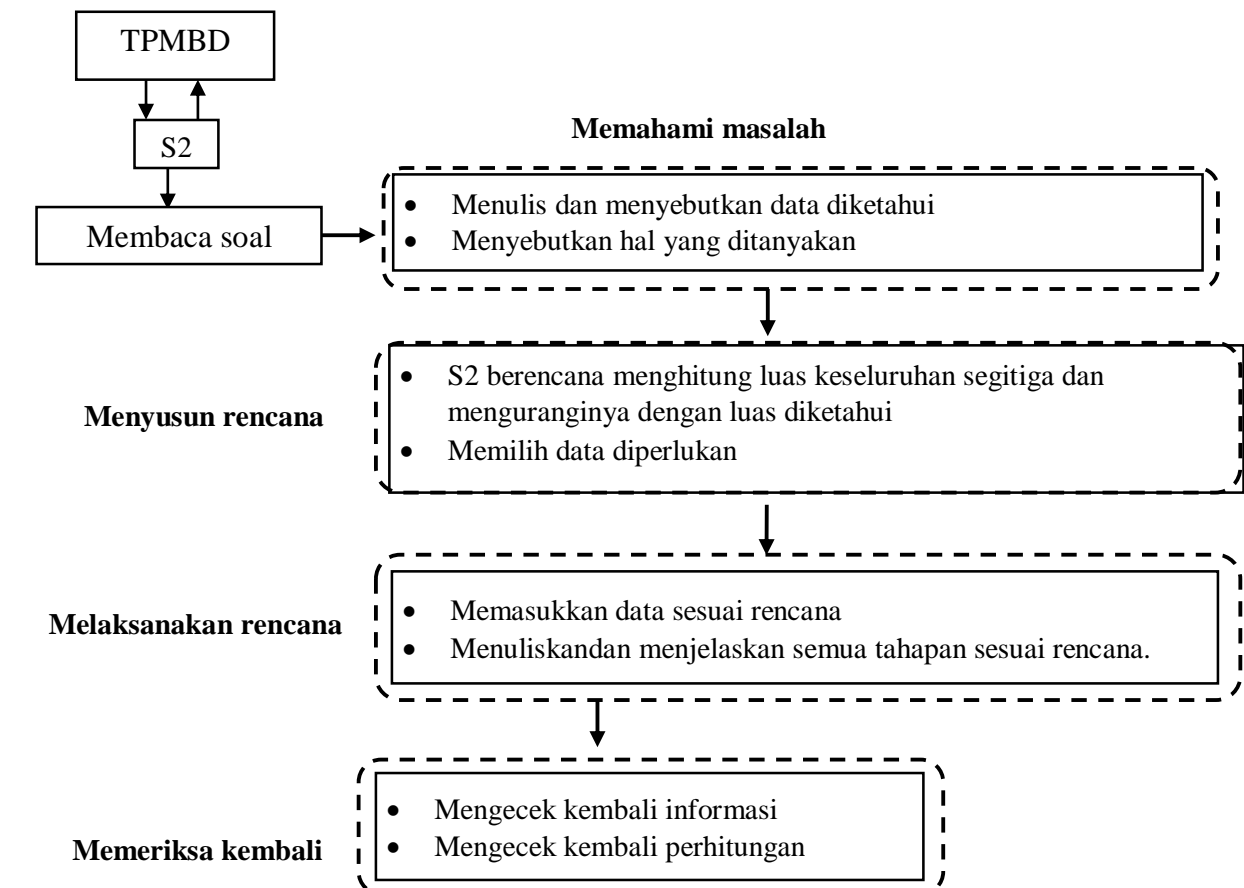 TPMBD
S2
Membaca soal
Memahami masalah
• Menulis dan menyebutkan data diketahui
• Menyebutkan hal yang ditanyakan
Menyusun rencana
• S2 berencana menghitung luas keseluruhan segitiga dan
menguranginya dengan luas diketahui
• Memilih data diperlukan
Melaksanakan rencana
• Memasukkan data sesuai rencana
• Menuliskandan menjelaskan semua tahapan sesuai rencana.
Memeriksa kembali
• Mengecek kembali informasi
• Mengecek kembali perhitungan